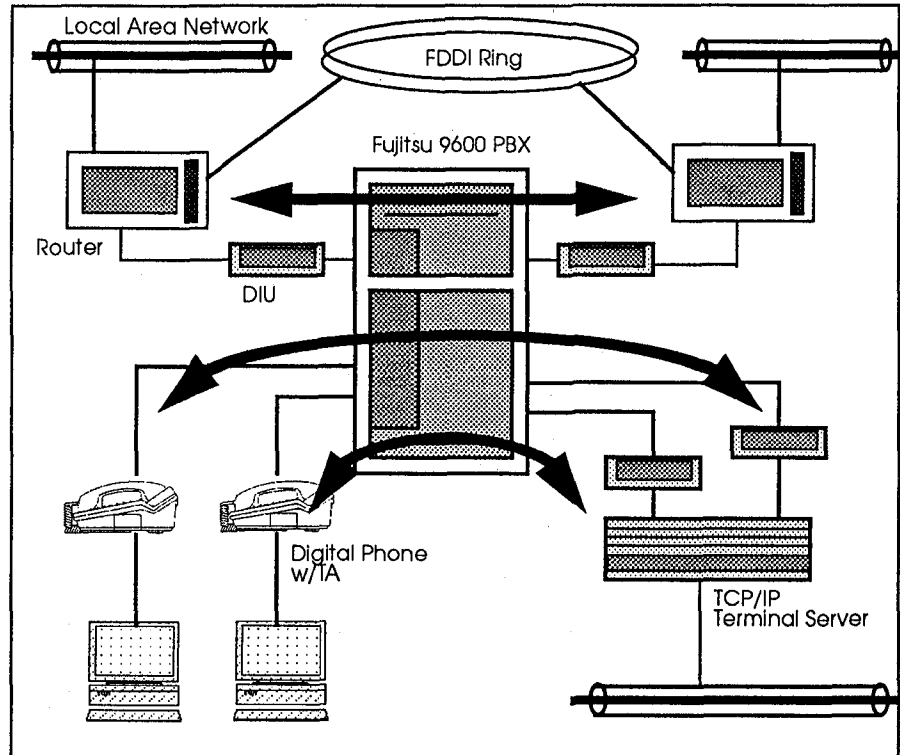 Local Area Network
FDDI Ring
Fujitsu 9600 PBX
Router
DIU
Digital Phone
w/TA
TCP/IP
Terminal Server